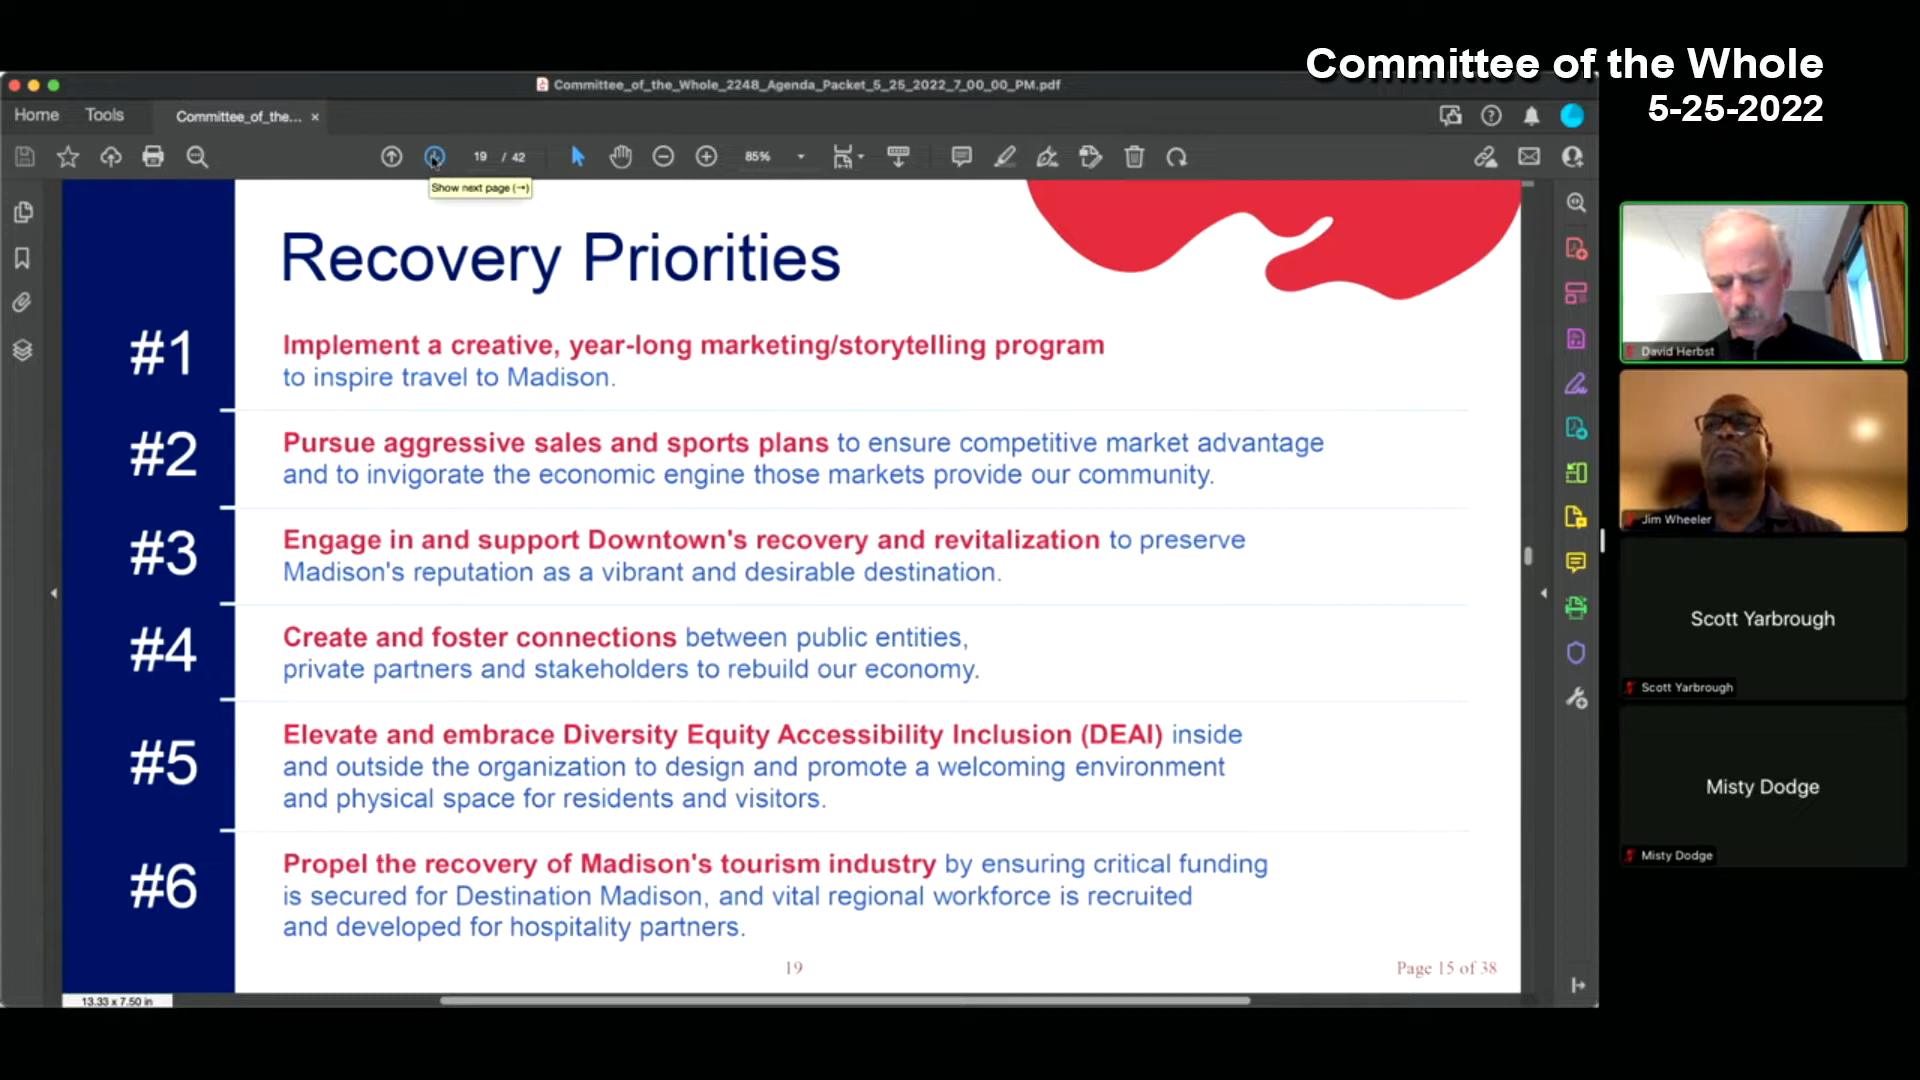 Committee of the Whole
5-25-2022
Committee_of_the_Whole_2248_Agenda_Packet_5_25_2022_7_00_00_PM.pdf
Home
Tools
Committee_of_the... ×
19 / 42
85%
Show next page (→)
Recovery Priorities
#1
Implement a creative, year-long marketing/storytelling program
to inspire travel to Madison.
#2
Pursue aggressive sales and sports plans to ensure competitive market advantage
and to invigorate the economic engine those markets provide our community.
#3
Engage in and support Downtown's recovery and revitalization to preserve
Madison's reputation as a vibrant and desirable destination.
#4
Create and foster connections between public entities,
private partners and stakeholders to rebuild our economy.
#5
Elevate and embrace Diversity Equity Accessibility Inclusion (DEAI) inside
and outside the organization to design and promote a welcoming environment
and physical space for residents and visitors.
#6
Propel the recovery of Madison's tourism industry by ensuring critical funding
is secured for Destination Madison, and vital regional workforce is recruited
and developed for hospitality partners.
19
Page 15 of 38
13.33 x 7.50 in
David Herbst
Jim Wheeler
Scott Yarbrough
Scott Yarbrough
Misty Dodge
Misty Dodge